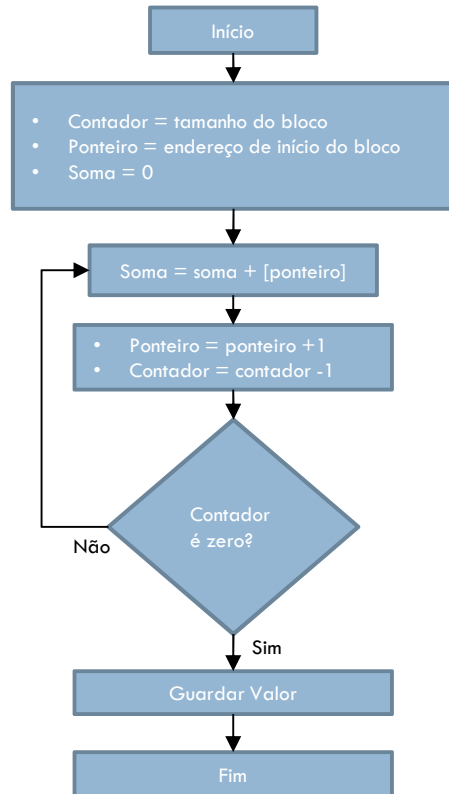 Início
• Contador = tamanho do bloco
• Ponteiro = endereço de início do bloco
• Soma = 0
Soma = soma + [ponteiro]
• Ponteiro = ponteiro +1
• Contador = contador -1
Contador
é zero?
Não
Sim
Guardar Valor
Fim